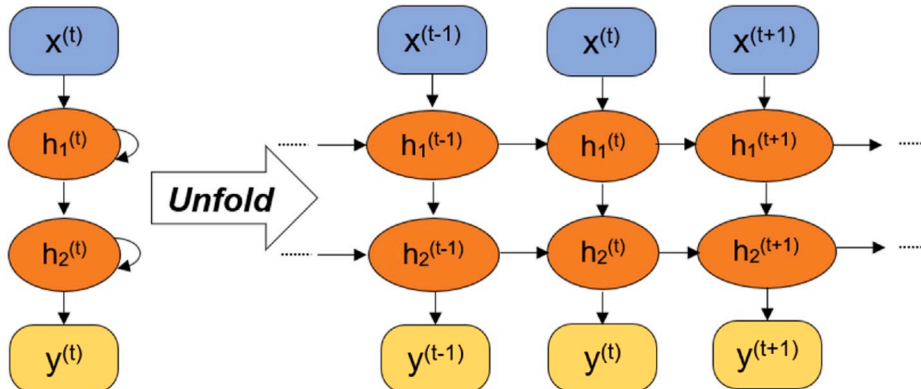 x(t) x(t-1) x(t) x(t+1)
h1(t) ...... h1(t-1) h1(t) h1(t+1) ......
Unfold
h2(t) ...... h2(t-1) h2(t) h2(t+1) ......
y(t) y(t-1) y(t) y(t+1)